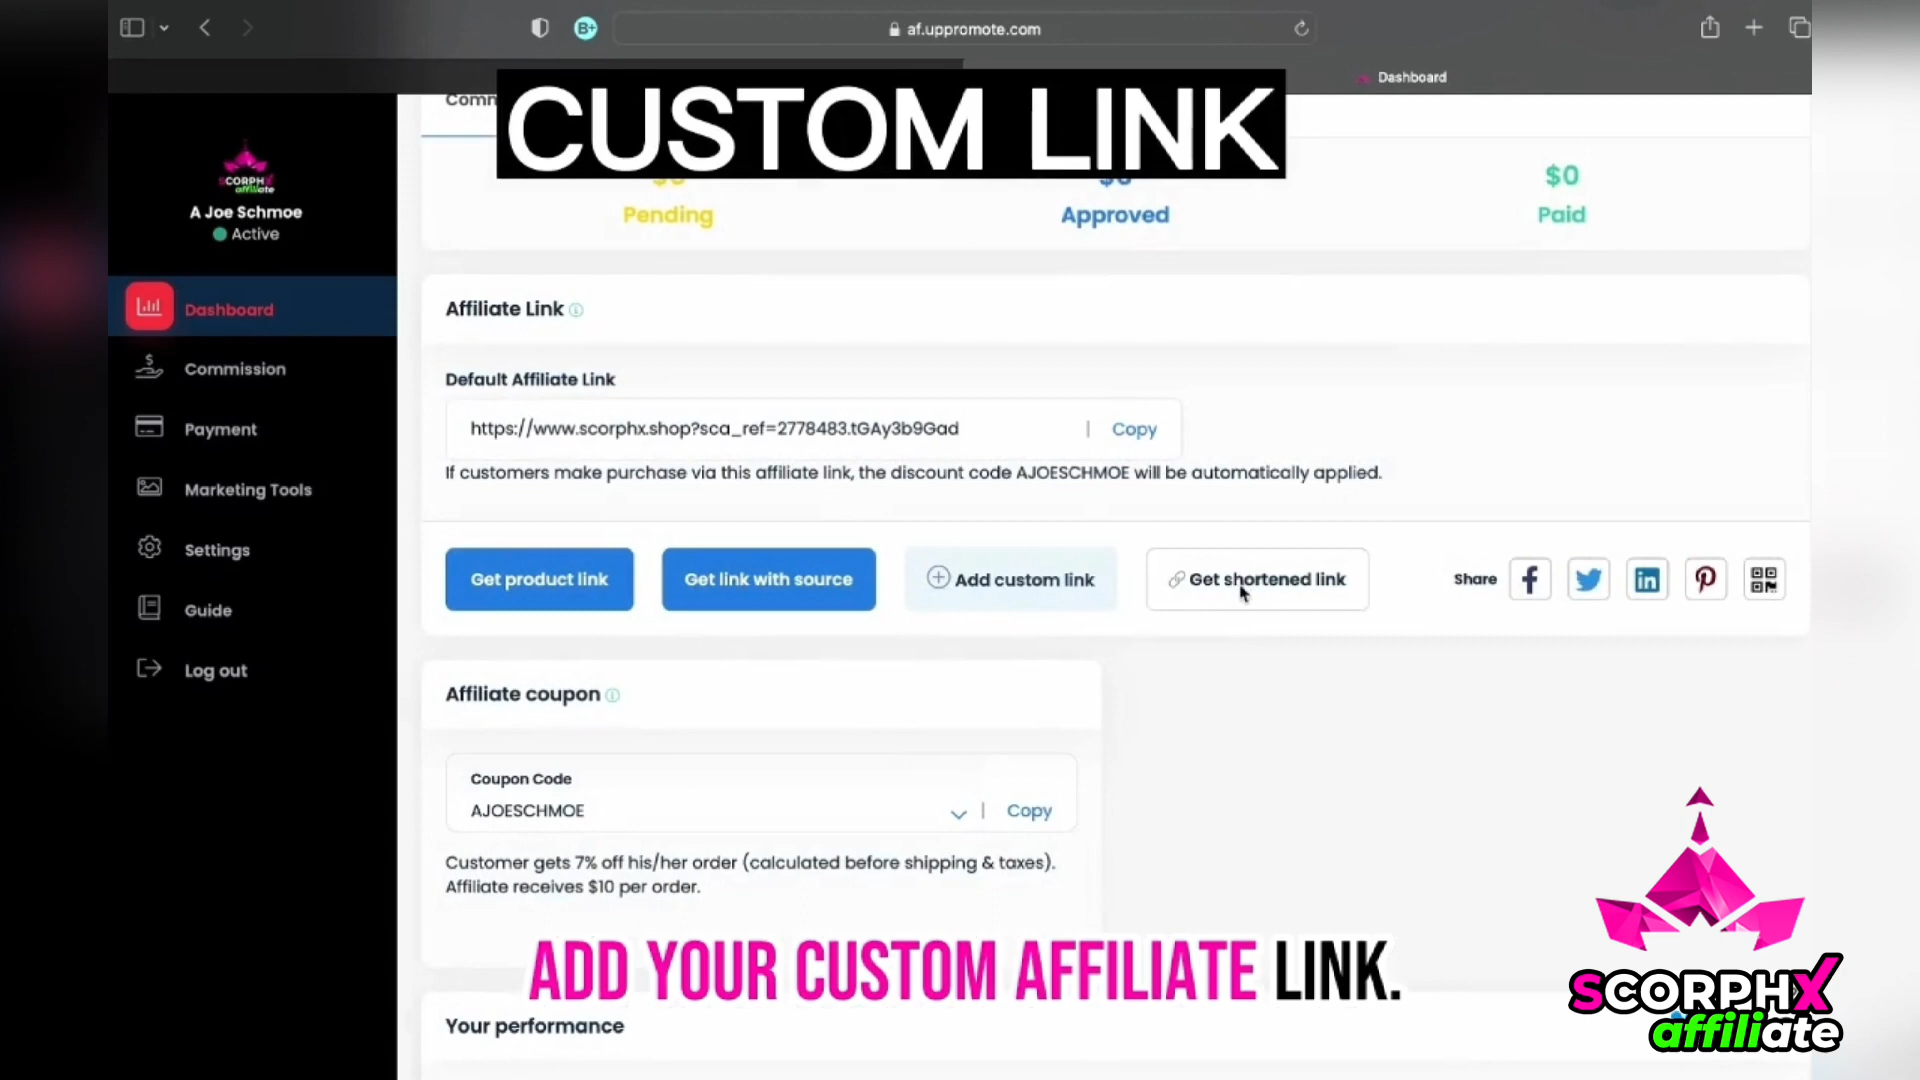 af.uppromote.com
Dashboard
CUSTOM LINK
SCORPHX
affiliate
A Joe Schmoe
Active
Dashboard
Commission
Payment
Marketing Tools
Settings
Guide
Log out
Pending
Approved
$0
Paid
Affiliate Link
Default Affiliate Link
https://www.scorphx.shop?sca_ref=2778483.tGAy3b9Gad | Copy
If customers make purchase via this affiliate link, the discount code AJOESCHMOE will be automatically applied.
Get product link
Get link with source
Add custom link
Get shortened link
Share
Affiliate coupon
Coupon Code
AJOESCHMOE | Copy
Customer gets 7% off his/her order (calculated before shipping & taxes).
Affiliate receives $10 per order.
ADD YOUR CUSTOM AFFILIATE LINK.
Your performance
SCORPHX
affiliate